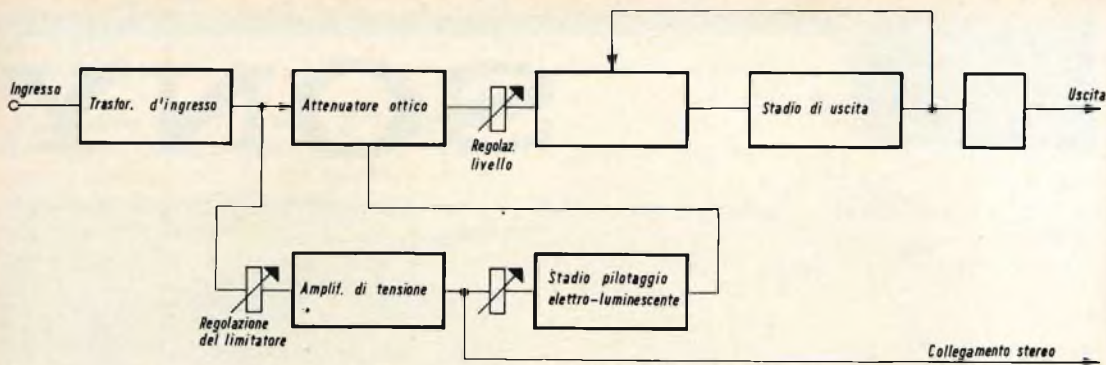 Ingresso
Trasfor. d'ingresso
Attenuatore ottico
Regolaz.
livello
Stadio di uscita
Uscita
Regolazione
del limitatore
Amplif. di tensione
Stadio pilotaggio
elettro-luminescente
Collegamento stereo